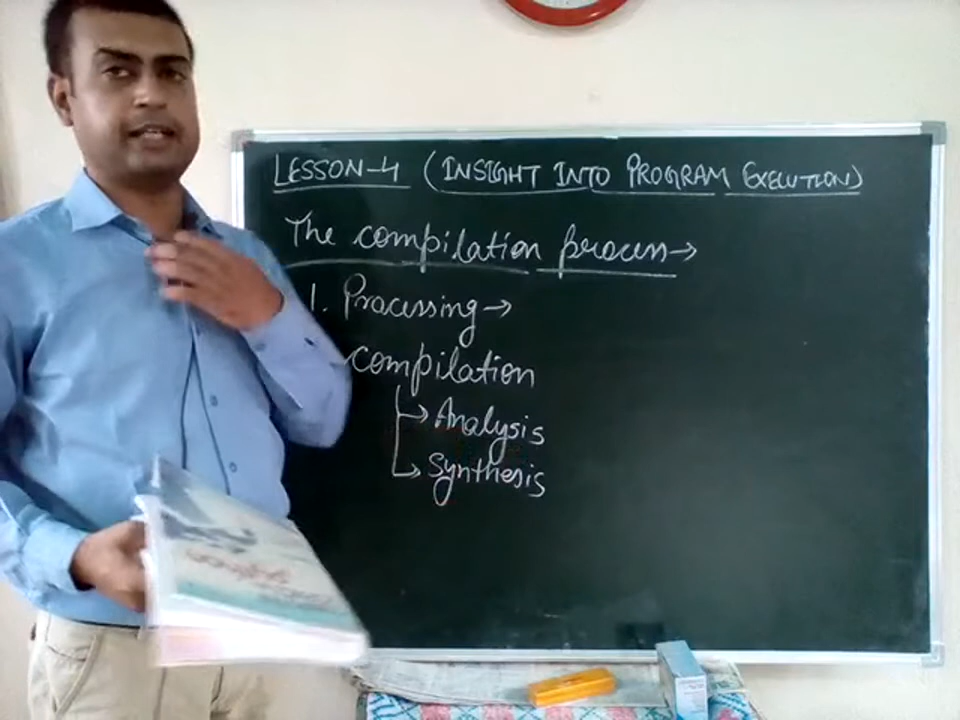 LESSON-4 (INSIGHT INTO PROGRAM EXECUTION)
The compilation process→
1. Processing→
compilation
→Analysis
→Synthesis